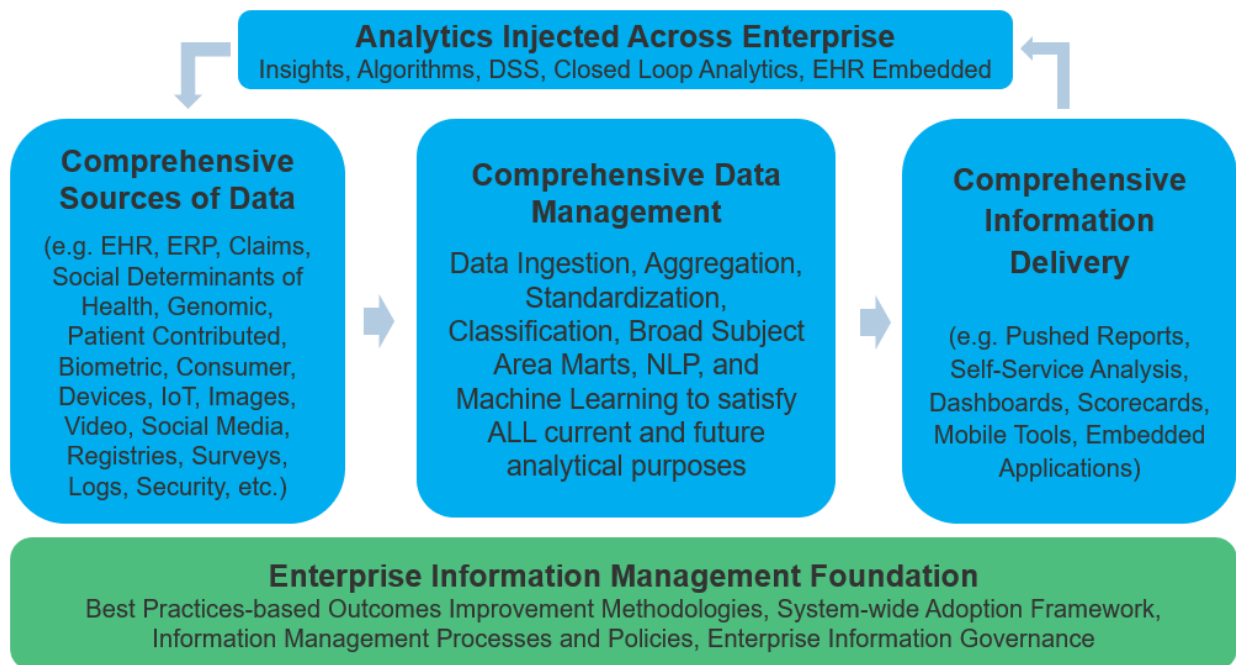 Analytics Injected Across Enterprise
Insights, Algorithms, DSS, Closed Loop Analytics, EHR Embedded
Comprehensive
Sources of Data
(e.g. EHR, ERP, Claims,
Social Determinants of
Health, Genomic,
Patient Contributed,
Biometric, Consumer,
Devices, IoT, Images,
Video, Social Media,
Registries, Surveys,
Logs, Security, etc.)
Comprehensive Data
Management
Data Ingestion, Aggregation,
Standardization,
Classification, Broad Subject
Area Marts, NLP, and
Machine Learning to satisfy
ALL current and future
analytical purposes
Comprehensive
Information
Delivery
(e.g. Pushed Reports,
Self-Service Analysis,
Dashboards, Scorecards,
Mobile Tools, Embedded
Applications)
Enterprise Information Management Foundation
Best Practices-based Outcomes Improvement Methodologies, System-wide Adoption Framework,
Information Management Processes and Policies, Enterprise Information Governance